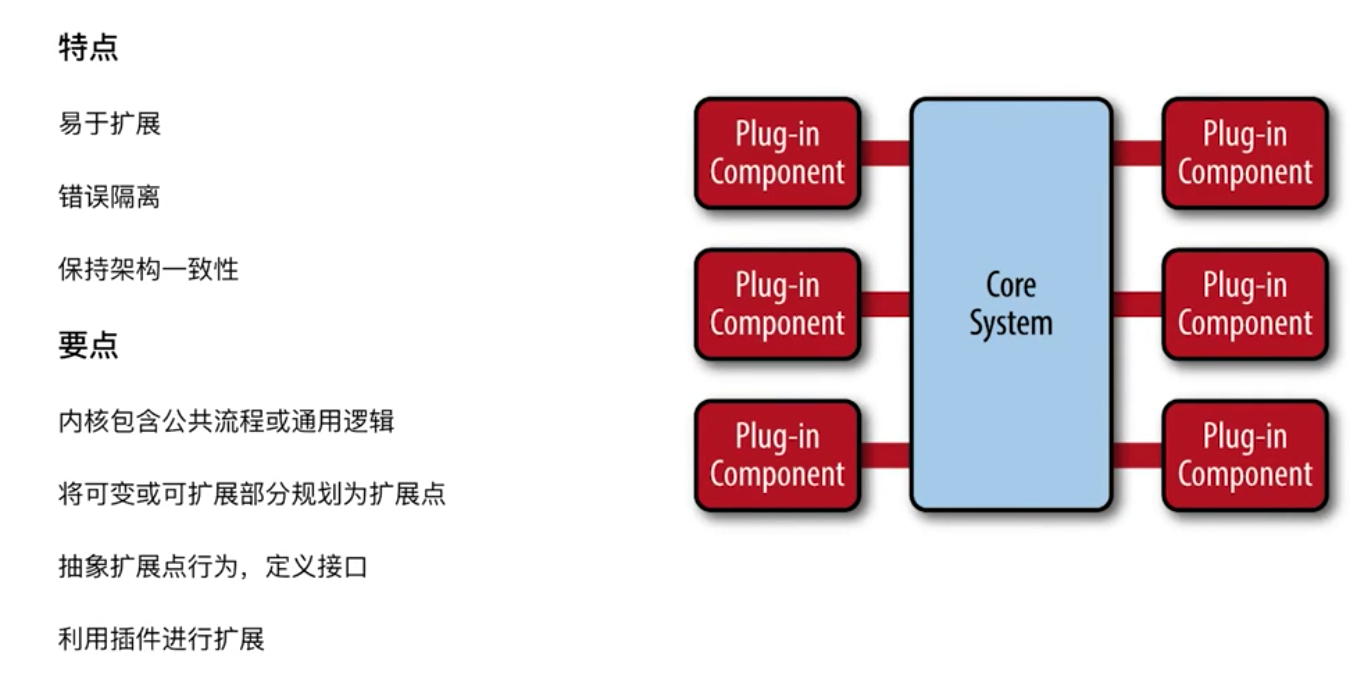 特点
易于扩展
错误隔离
保持架构一致性
要点
内核包含公共流程或通用逻辑
将可变或可扩展部分规划为扩展点
抽象扩展点行为，定义接口
利用插件进行扩展
Plug-in
Component
Plug-in
Component
Plug-in
Component
Core
System
Plug-in
Component
Plug-in
Component
Plug-in
Component